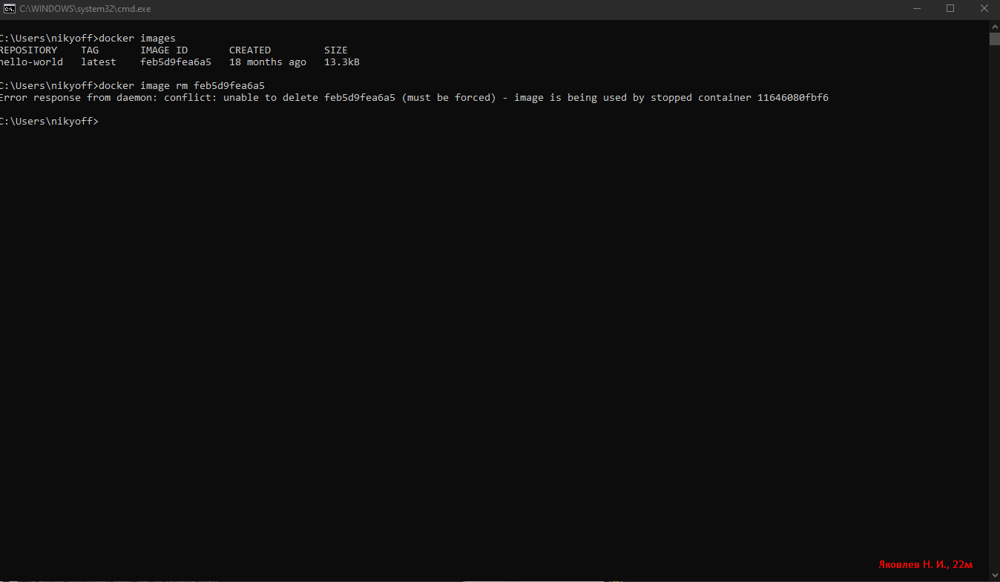 C:\WINDOWS\system32\cmd.exe
C:\Users\nikyoff>docker images
REPOSITORY TAG IMAGE ID CREATED SIZE
hello-world latest feb5d9fea6a5 18 months ago 13.3kB
C:\Users\nikyoff>docker image rm feb5d9fea6a5
Error response from daemon: conflict: unable to delete feb5d9fea6a5 (must be forced) - image is being used by stopped container 11646080fbf6
C:\Users\nikyoff>
Яковлев Н. И., 22м